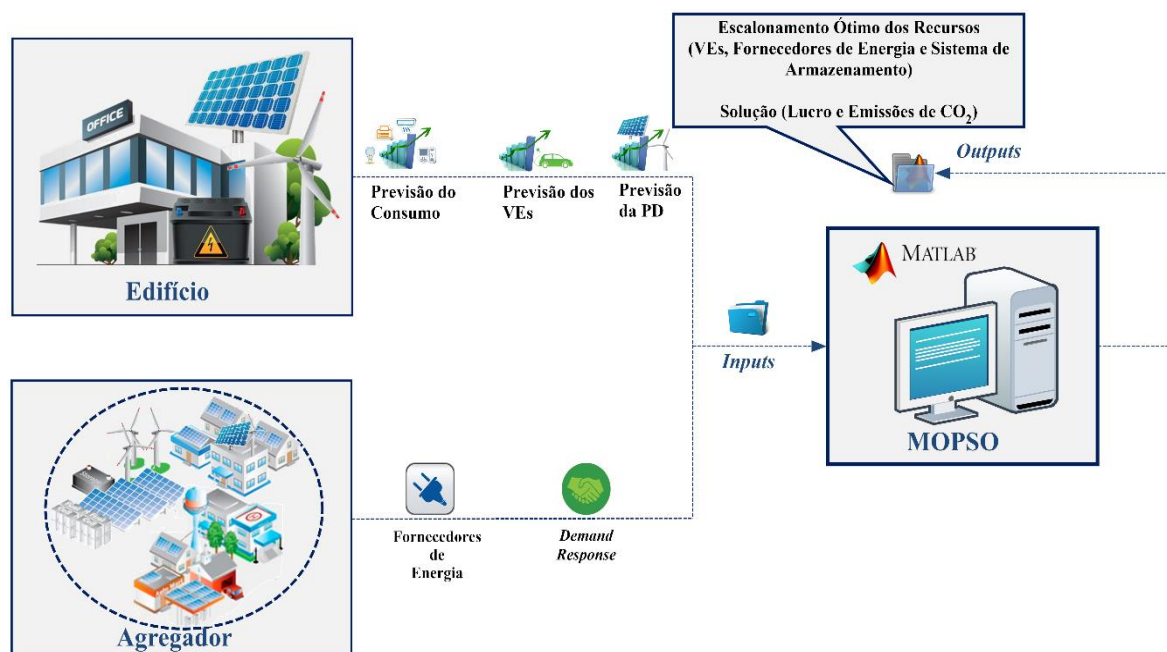 Escalonamento Ótimo dos Recursos
(VEs, Fornecedores de Energia e Sistema de
Armazenamento)
Solução (Lucro e Emissões de CO₂)
OFFICE
Edifício
Previsão do
Consumo
Previsão dos
VEs
Previsão
da PD
Outputs
MATLAB
Inputs
MOPSO
Fornecedores
de
Energia
Demand
Response
Agregador